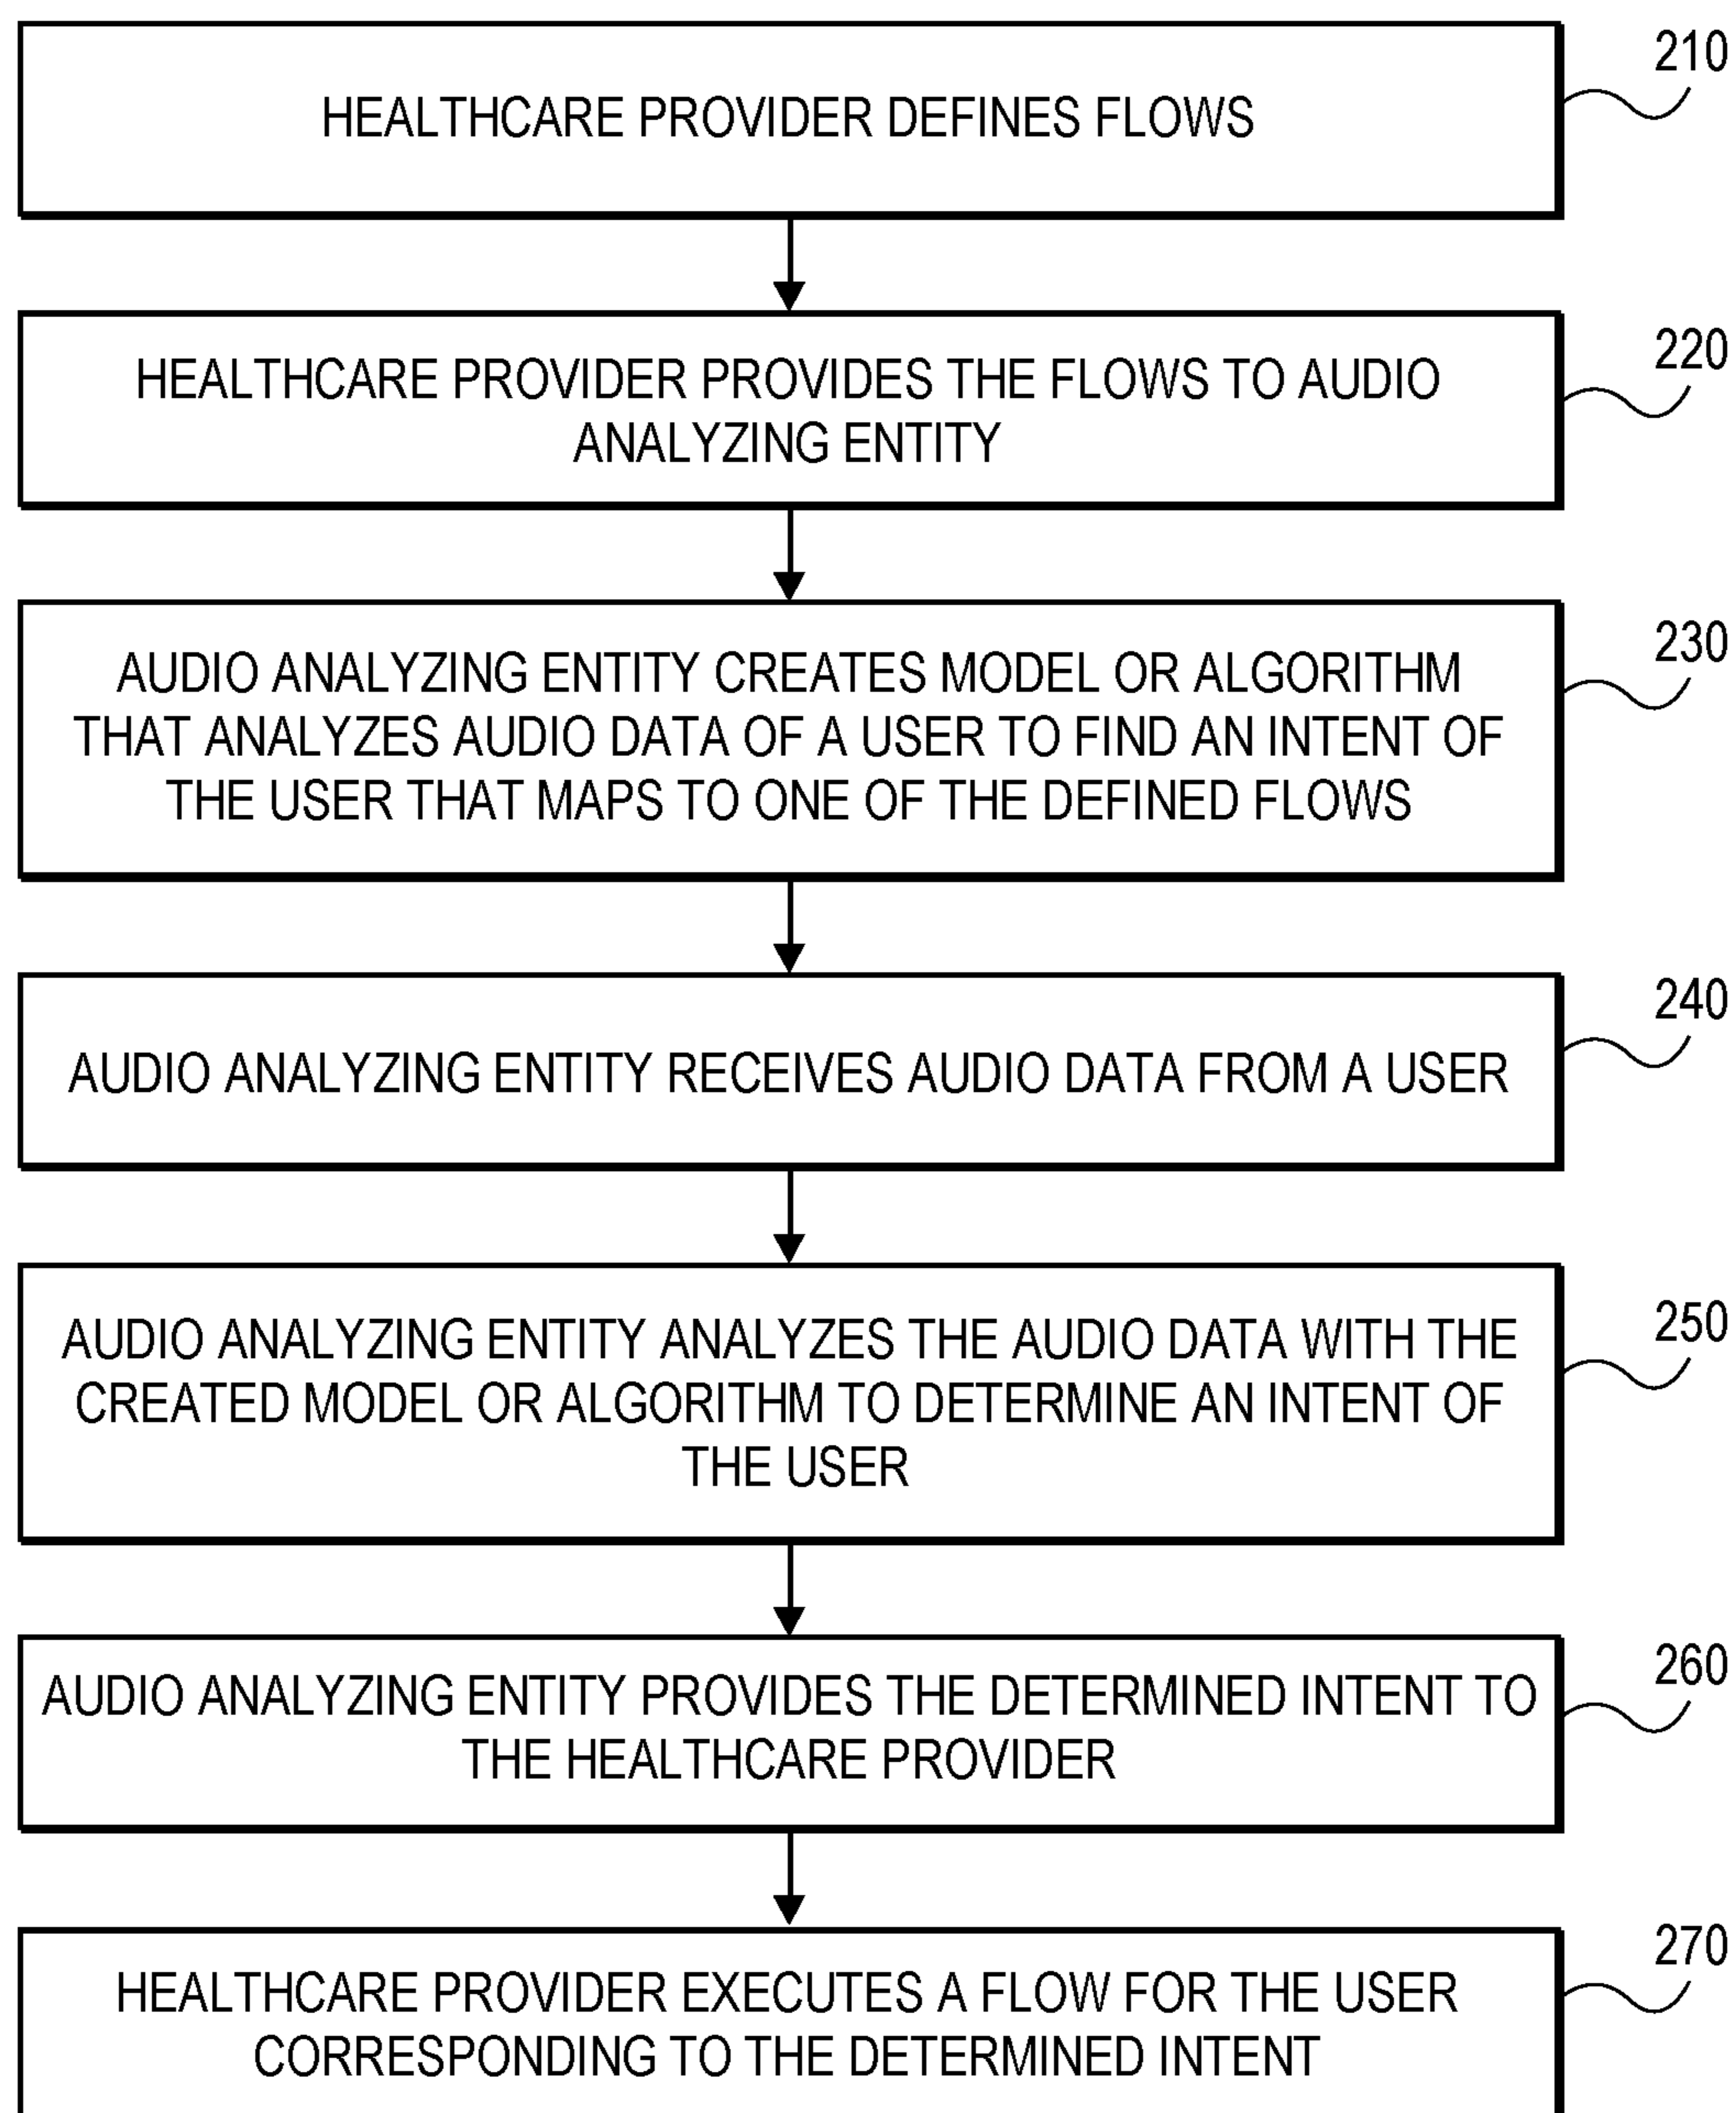 210
HEALTHCARE PROVIDER DEFINES FLOWS
220
HEALTHCARE PROVIDER PROVIDES THE FLOWS TO AUDIO
ANALYZING ENTITY
230
AUDIO ANALYZING ENTITY CREATES MODEL OR ALGORITHM
THAT ANALYZES AUDIO DATA OF A USER TO FIND AN INTENT OF
THE USER THAT MAPS TO ONE OF THE DEFINED FLOWS
240
AUDIO ANALYZING ENTITY RECEIVES AUDIO DATA FROM A USER
250
AUDIO ANALYZING ENTITY ANALYZES THE AUDIO DATA WITH THE
CREATED MODEL OR ALGORITHM TO DETERMINE AN INTENT OF
THE USER
260
AUDIO ANALYZING ENTITY PROVIDES THE DETERMINED INTENT TO
THE HEALTHCARE PROVIDER
270
HEALTHCARE PROVIDER EXECUTES A FLOW FOR THE USER
CORRESPONDING TO THE DETERMINED INTENT